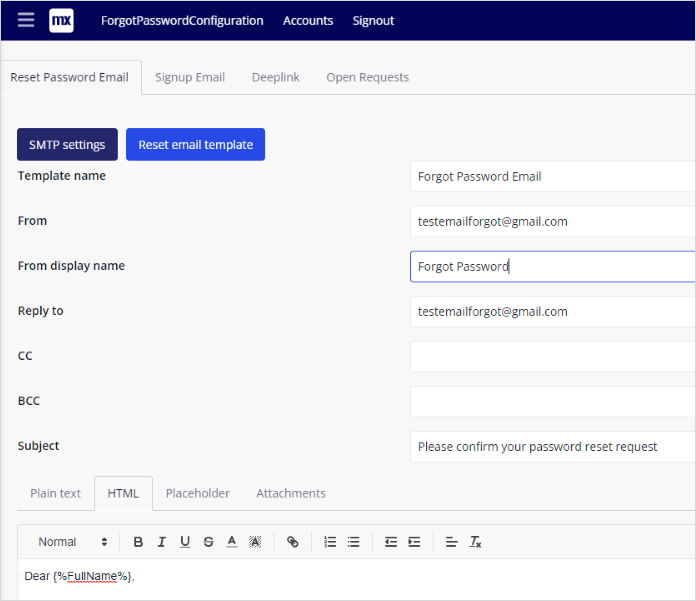 mx ForgotPasswordConfiguration Accounts Signout
Reset Password Email Signup Email Deeplink Open Requests
SMTP settings Reset email template
Template name Forgot Password Email
From testemailforgot@gmail.com
From display name Forgot Password
Reply to testemailforgot@gmail.com
CC
BCC
Subject Please confirm your password reset request
Plain text HTML Placeholder Attachments
Normal B I U S A A
Dear {%FullName%},